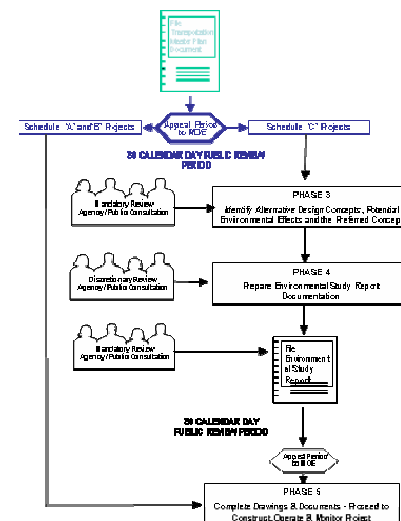 File
Transportation
Master Plan
Document
Appeal Period
to MOE
Schedule "A" and "B" Projects
Schedule "C" Projects
30 CALENDAR DAY PUBLIC REVIEW
PERIOD
PHASE 3
Identify Alternative Design Concepts, Potential
Environmental Effects and the Preferred Concep
Mandatory Review
Agency/Public Consultation
PHASE 4
Prepare Environmental Study Report
Documentation
Discretionary Review
Agency/Public Consultation
Mandatory Review
Agency/Public Consultation
File
Environment
al Study
Report
30 CALENDAR DAY
PUBLIC REVIEW PERIOD
Appeal Period
to MOE
PHASE 5
Complete Drawings & Documents - Proceed to
Construct, Operate & Monitor Project